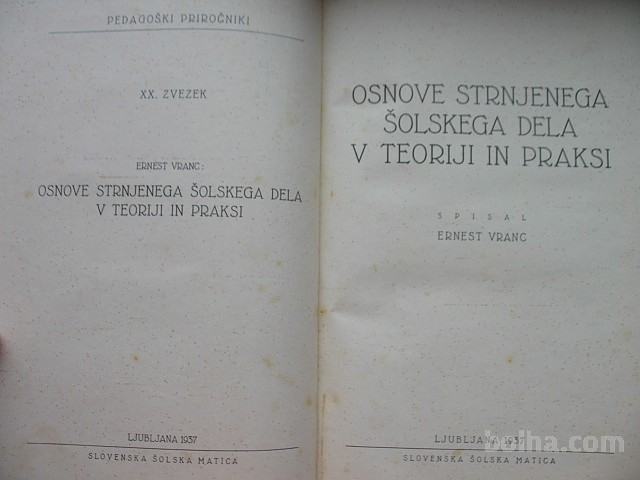 PEDAGOŠKI PRIROČNIKI
XX. ZVEZEK
ERNEST VRANC:
OSNOVE STRNJENEGA ŠOLSKEGA DELA
V TEORIJI IN PRAKSI
LJUBLJANA 1937
SLOVENSKA ŠOLSKA MATICA
OSNOVE STRNJENEGA
ŠOLSKEGA DELA
V TEORIJI IN PRAKSI
SPISAL
ERNEST VRANC
LJUBLJANA 1937
SLOVENSKA ŠOLSKA MATICA
bolha.com